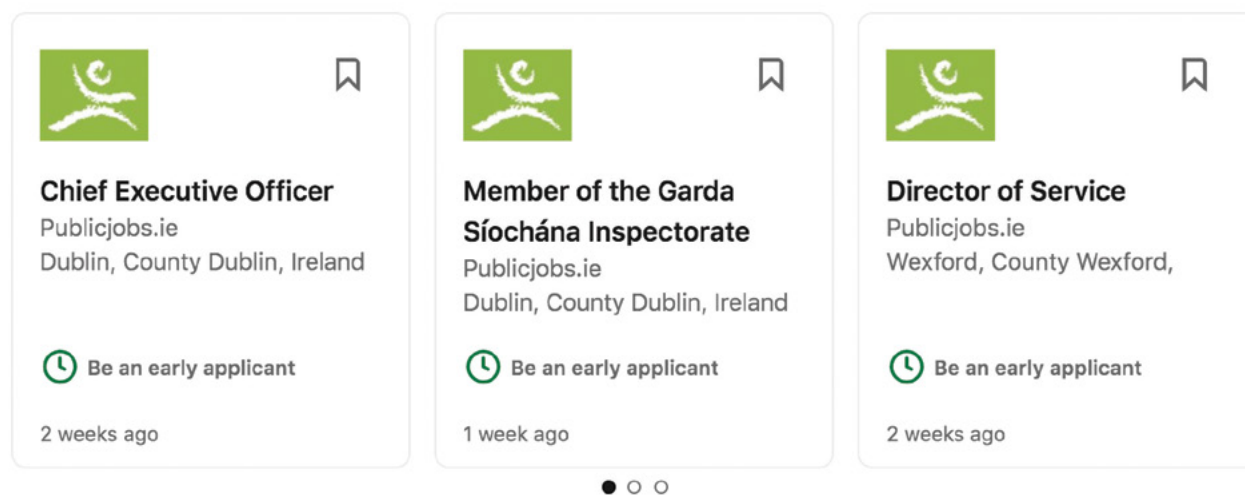 Chief Executive Officer
Publicjobs.ie
Dublin, County Dublin, Ireland
Be an early applicant
2 weeks ago
Member of the Garda
Síochána Inspectorate
Publicjobs.ie
Dublin, County Dublin, Ireland
Be an early applicant
1 week ago
Director of Service
Publicjobs.ie
Wexford, County Wexford,
Be an early applicant
2 weeks ago